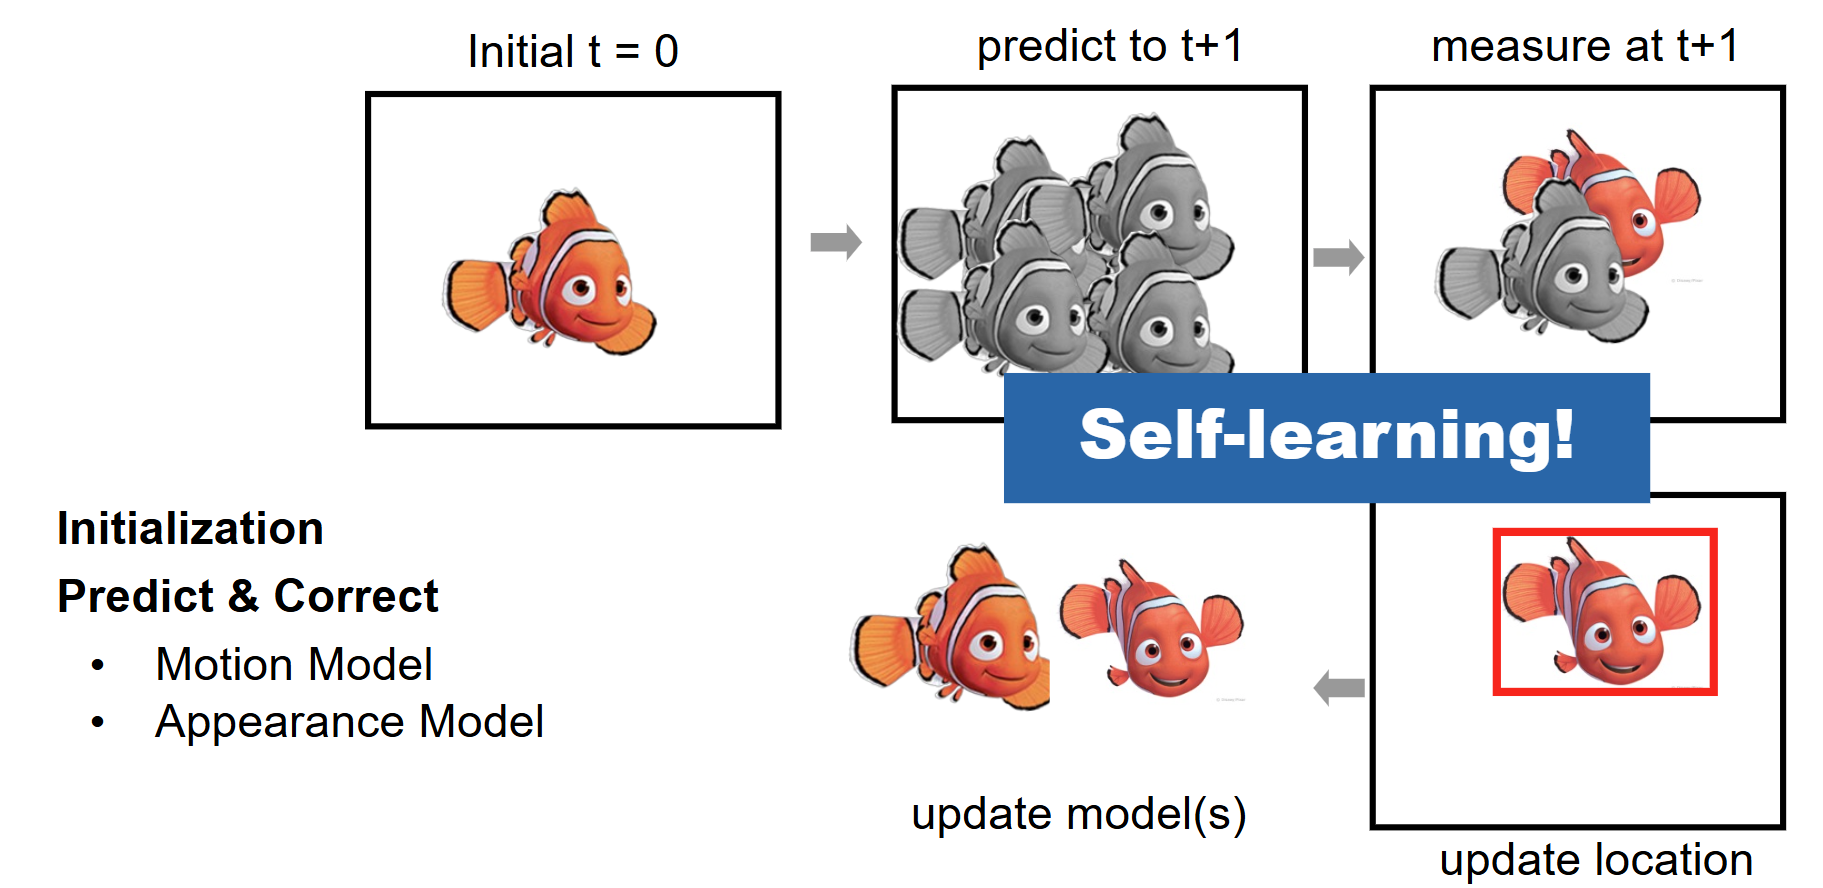 Initial t = 0
predict to t+1
measure at t+1
Self-learning!
Initialization
Predict & Correct
• Motion Model
• Appearance Model
update model(s)
update location